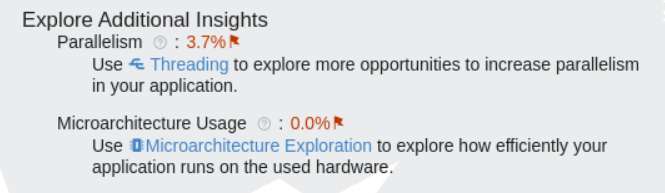 Explore Additional Insights
Parallelism ? : 3.7%
Use Threading to explore more opportunities to increase parallelism
in your application.
Microarchitecture Usage ? : 0.0%
Use Microarchitecture Exploration to explore how efficiently your
application runs on the used hardware.